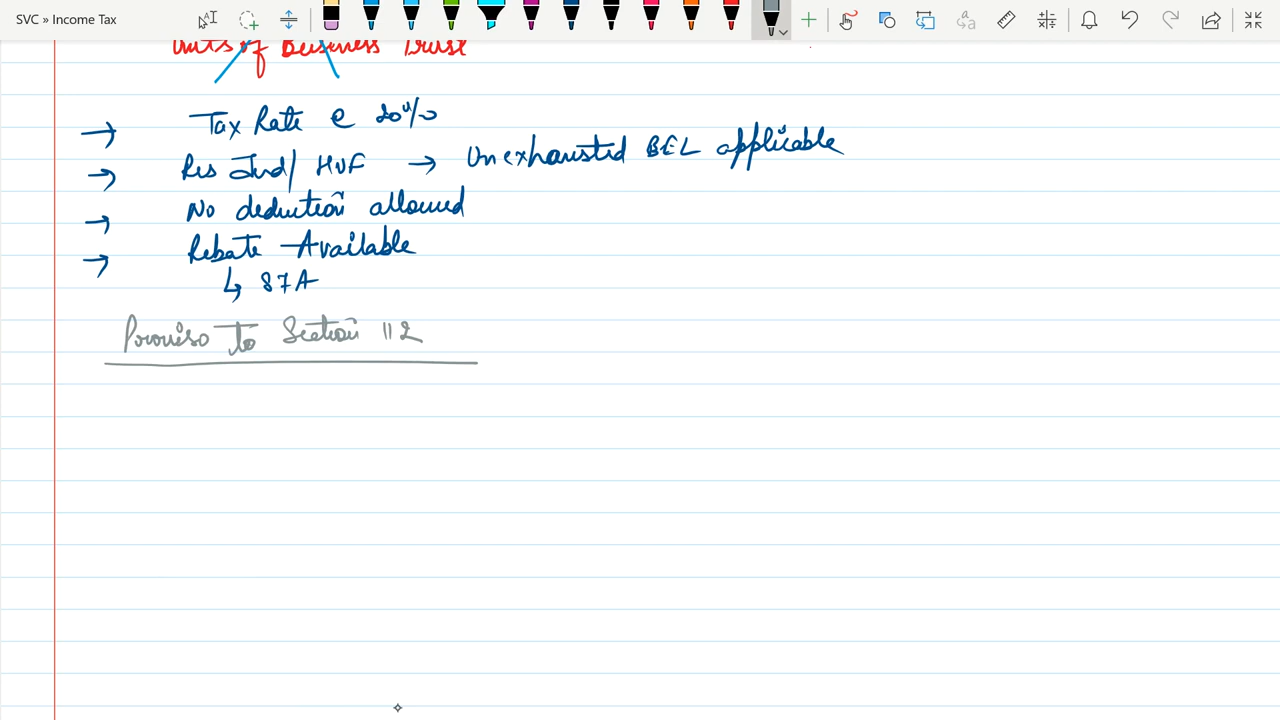 SVC » Income Tax
Units of Business Trust
→ Tax Rate @ 20%
→ Res Ind/ HUF → Unexhausted BEL applicable
→ No deduction allowed
→ Rebate Available
↳ 87A
Proviso to Section 112